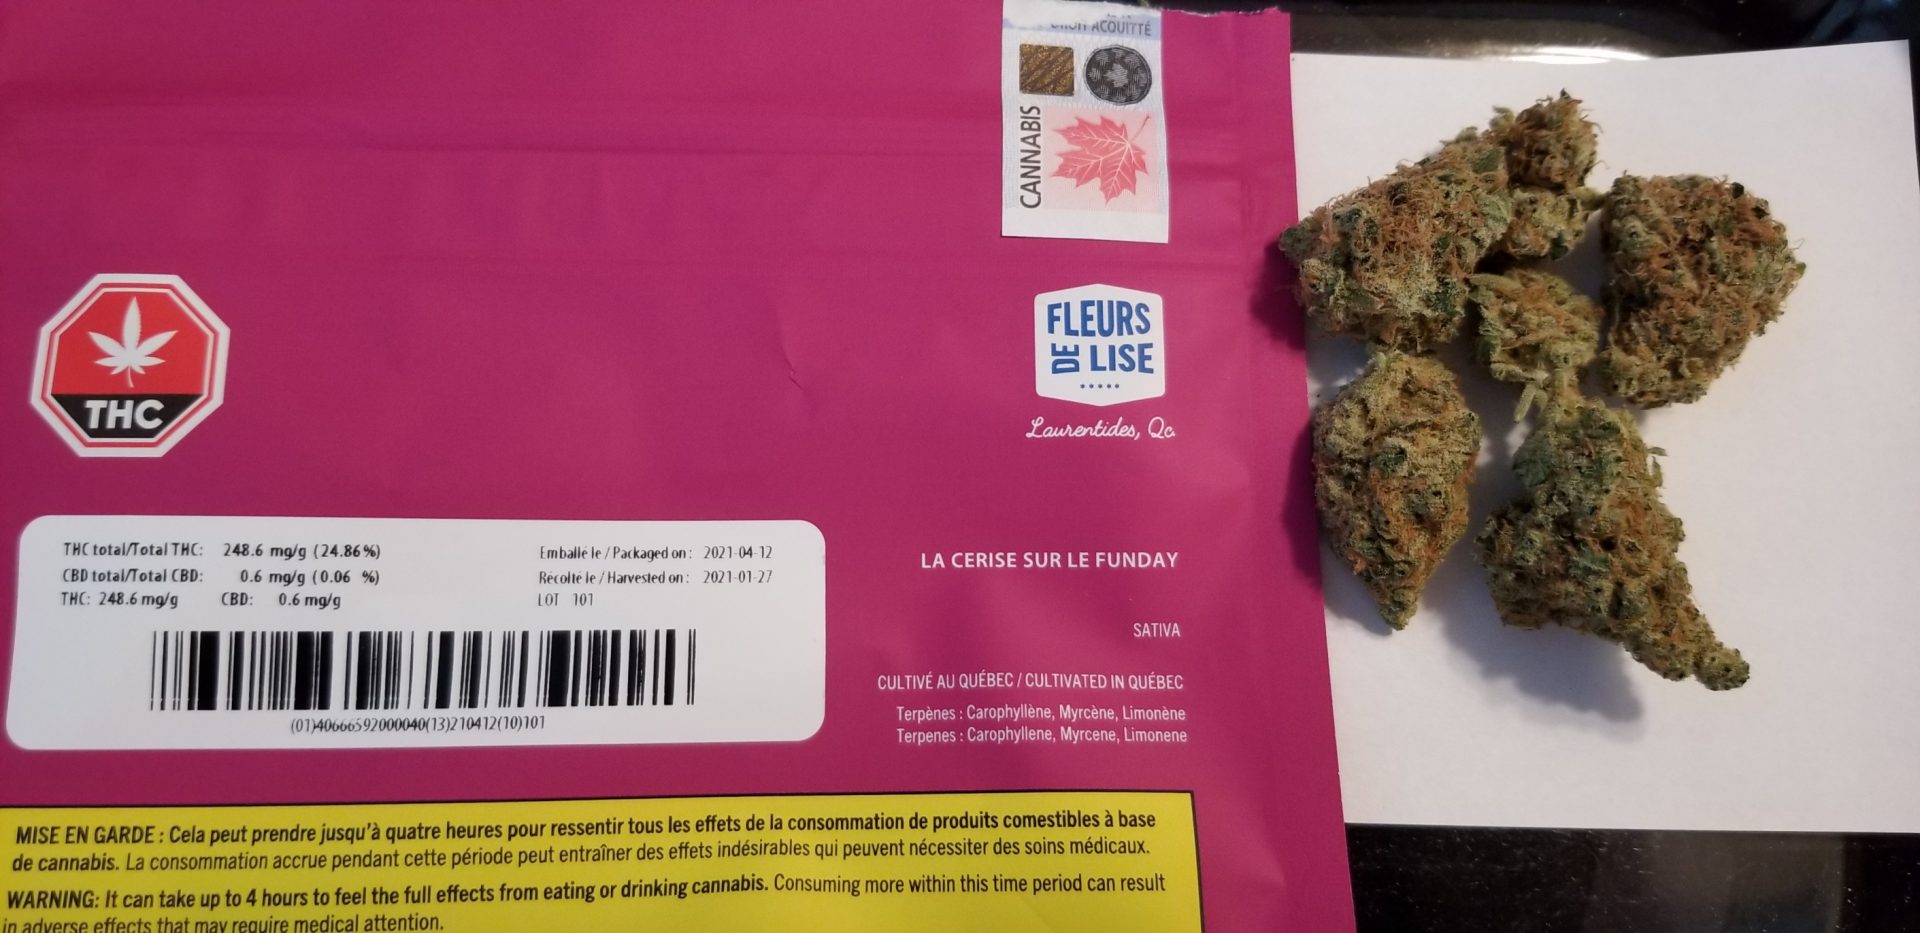 ACQUITTÉ
CANNABIS
THC
FLEURS
DE LISE
Laurentides, Qc
THC total/Total THC: 248.6 mg/g (24.86%)
CBD total/Total CBD: 0.6 mg/g (0.06 %)
THC: 248.6 mg/g CBD: 0.6 mg/g
Emballé le / Packaged on : 2021-04-12
Récolté le / Harvested on : 2021-01-27
LOT 101
(01)40666592000040(13)210412(10)101
LA CERISE SUR LE FUNDAY
SATIVA
CULTIVÉ AU QUÉBEC / CULTIVATED IN QUÉBEC
Terpènes : Carophyllène, Myrcène, Limonène
Terpenes : Carophyllene, Myrcene, Limonene
MISE EN GARDE : Cela peut prendre jusqu'à quatre heures pour ressentir tous les effets de la consommation de produits comestibles à base
de cannabis. La consommation accrue pendant cette période peut entraîner des effets indésirables qui peuvent nécessiter des soins médicaux.
WARNING: It can take up to 4 hours to feel the full effects from eating or drinking cannabis. Consuming more within this time period can result
in adverse effects that may require medical attention.